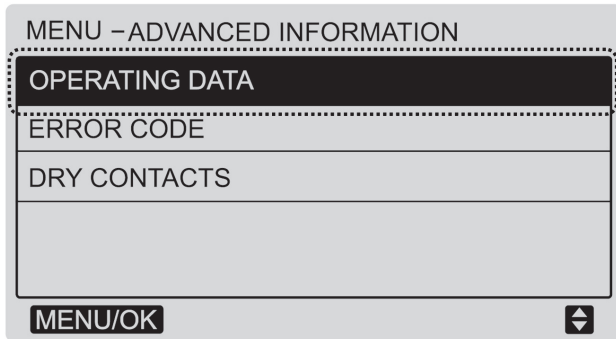 MENU –ADVANCED INFORMATION
OPERATING DATA
ERROR CODE
DRY CONTACTS
MENU/OK